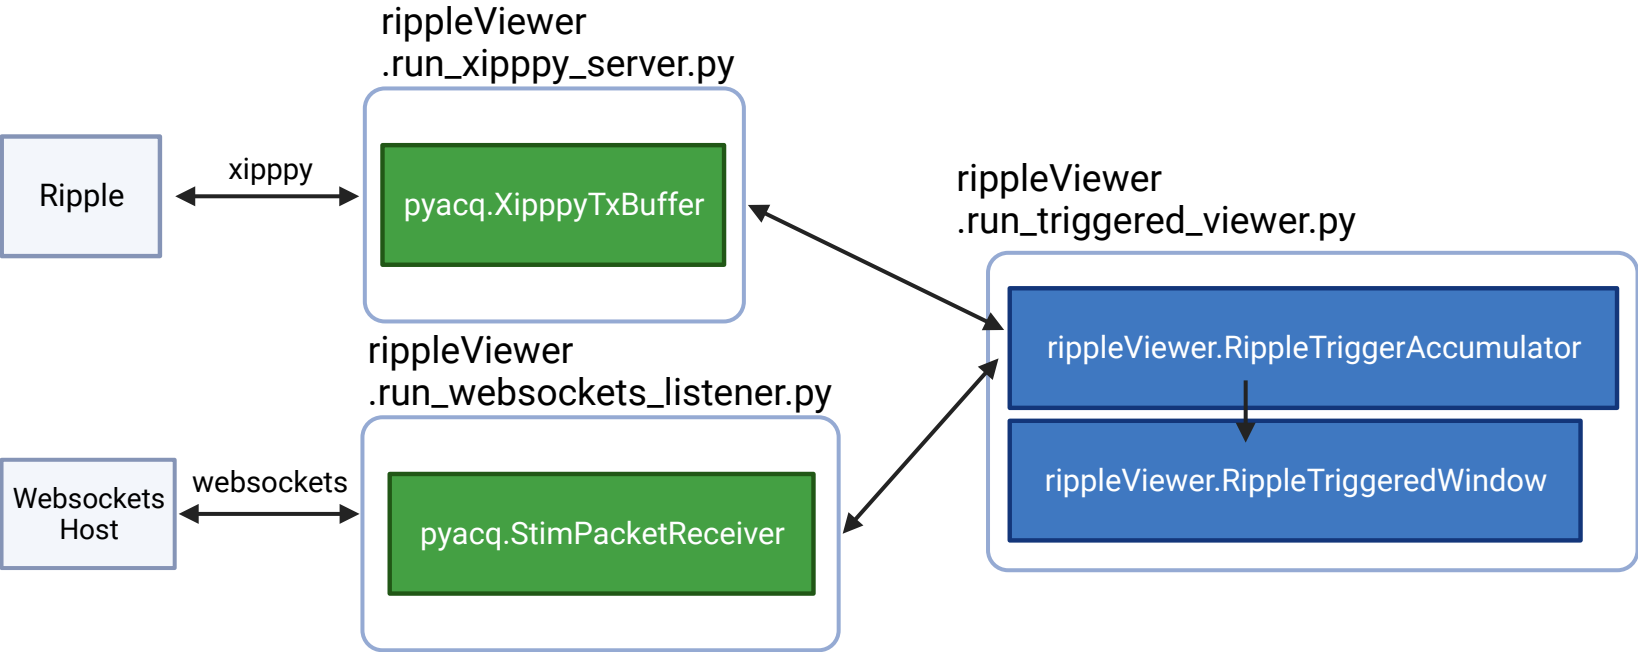 rippleViewer
.run_xipppy_server.py
Ripple
xipppy
pyacq.XipppyTxBuffer
rippleViewer
.run_websockets_listener.py
Websockets
Host
websockets
pyacq.StimPacketReceiver
rippleViewer
.run_triggered_viewer.py
rippleViewer.RippleTriggerAccumulator
rippleViewer.RippleTriggeredWindow